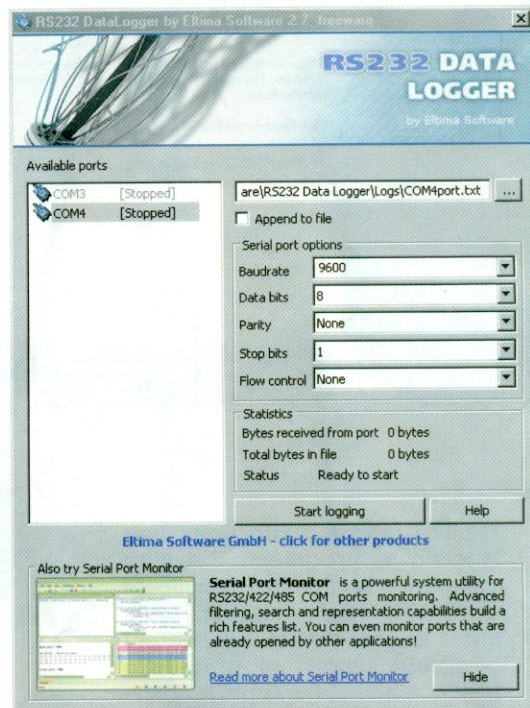 RS232 DataLogger by Eltima Software 2.7 freeware
RS232 DATA
LOGGER
by Eltima Software
Available ports
COM3 [Stopped]
COM4 [Stopped]
are\RS232 Data Logger\Logs\COM4port.txt
...
Append to file
Serial port options
Baudrate 9600
Data bits 8
Parity None
Stop bits 1
Flow control None
Statistics
Bytes received from port 0 bytes
Total bytes in file 0 bytes
Status Ready to start
Start logging
Help
Eltima Software GmbH - click for other products
Also try Serial Port Monitor
Serial Port Monitor is a powerful system utility for
RS232/422/485 COM ports monitoring. Advanced
filtering, search and representation capabilities build a
rich features list. You can even monitor ports that are
already opened by other applications!
Read more about Serial Port Monitor
Hide